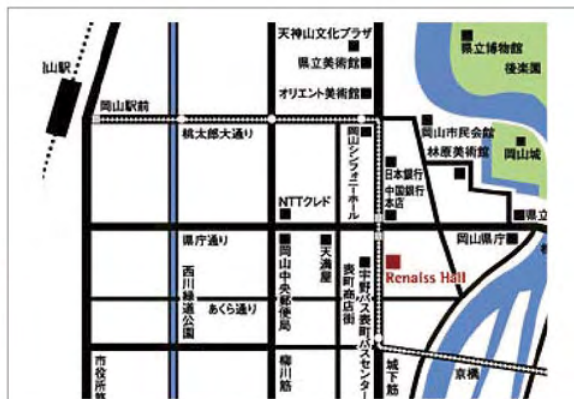 天神山文化プラザ
県立美術館
オリエント美術館
県立博物館
後楽園
山駅
岡山駅前
桃太郎大通り
岡山シンフォニーホール
岡山市民会館
林原美術館
岡山城
日本銀行
中国銀行
本店
NTTクレド
県立
県庁通り
岡山県庁
西川緑道公園
岡山中央郵便局
天満屋
表町商店街
宇野バス表町バスセンター
Renaiss Hall
あくら通り
市役所筋
柳川筋
城下筋
京橋